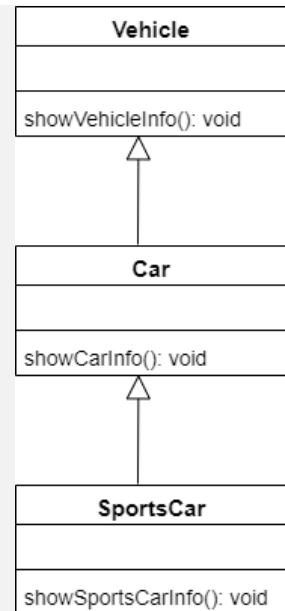 Vehicle
showVehicleInfo(): void
Car
showCarInfo(): void
SportsCar
showSportsCarInfo(): void